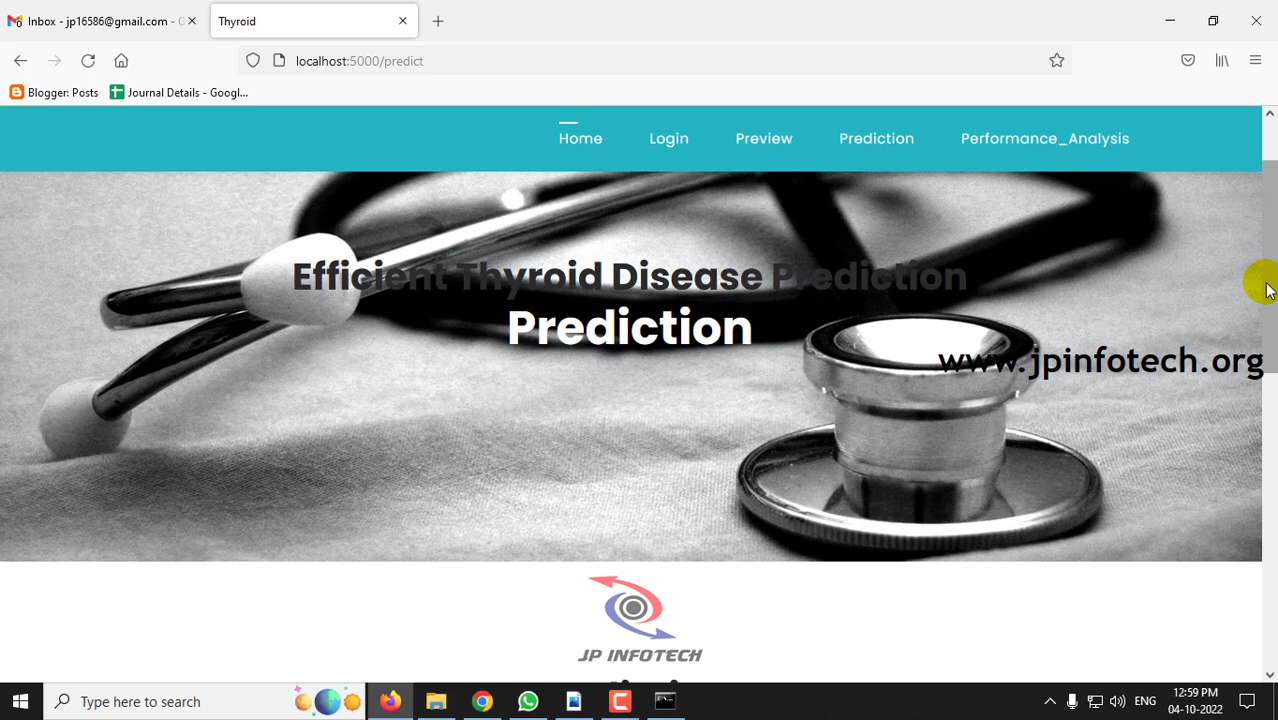 Inbox - jp16586@gmail.com - G
Thyroid
localhost:5000/predict
Blogger: Posts
Journal Details - Googl...
Home
Login
Preview
Prediction
Performance_Analysis
Efficient Thyroid Disease Prediction
Prediction
www.jpinfotech.org
JP INFOTECH
Type here to search
ENG
12:59 PM
04-10-2022